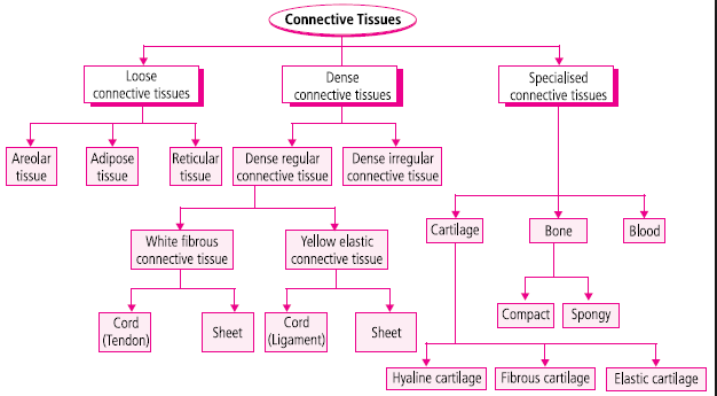 Connective Tissues
Loose
connective tissues
Dense
connective tissues
Specialised
connective tissues
Areolar
tissue
Adipose
tissue
Reticular
tissue
Dense regular
connective tissue
Dense irregular
connective tissue
White fibrous
connective tissue
Yellow elastic
connective tissue
Cartilage
Bone
Blood
Cord
(Tendon)
Sheet
Cord
(Ligament)
Sheet
Compact
Spongy
Hyaline cartilage
Fibrous cartilage
Elastic cartilage